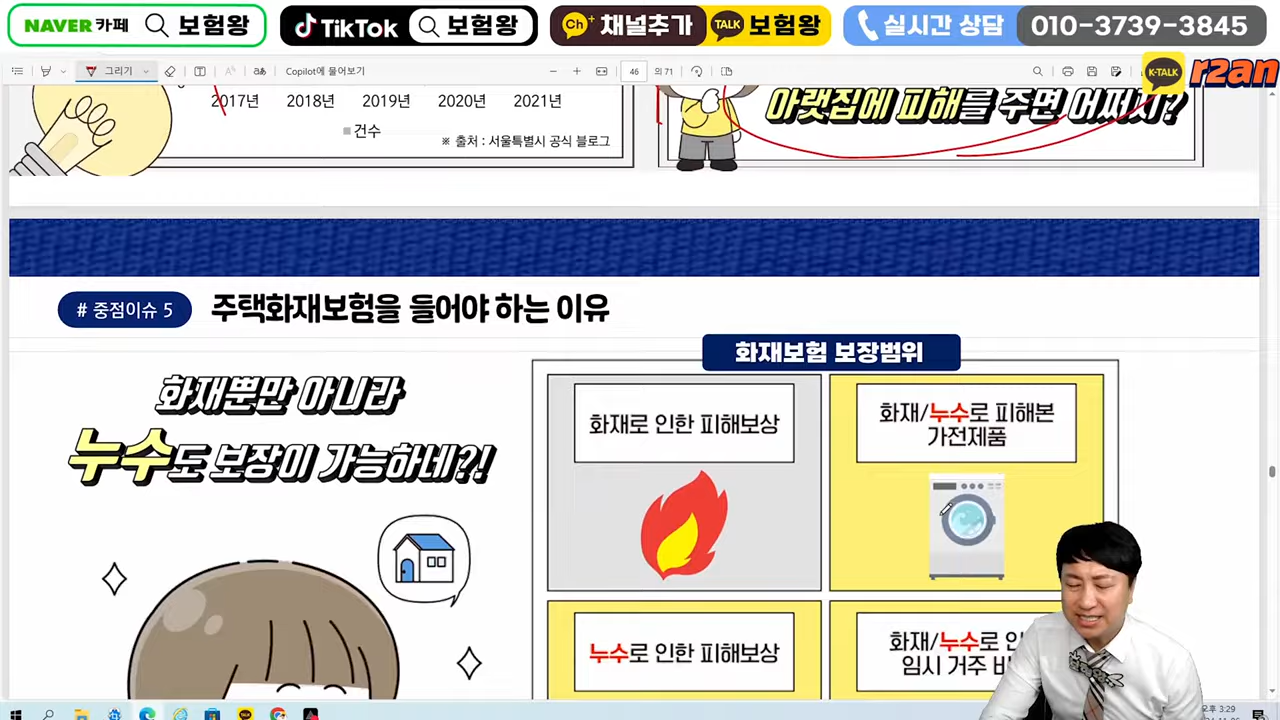 NAVER 카페 보험왕
TikTok 보험왕
Ch+ 채널추가 TALK 보험왕
실시간 상담 010-3739-3845
그리기
가あ
Copilot에 물어보기
46 의 71
K-TALK
r2an
2017년 2018년 2019년 2020년 2021년
건수
※ 출처 : 서울특별시 공식 블로그
아랫집에 피해를 주면 어쩌지?
# 중점이슈 5 주택화재보험을 들어야 하는 이유
화재뿐만 아니라
누수도 보장이 가능하네?!
화재보험 보장범위
화재로 인한 피해보상
화재/누수로 피해본
가전제품
누수로 인한 피해보상
화재/누수로
임시 거주
오후 3:29